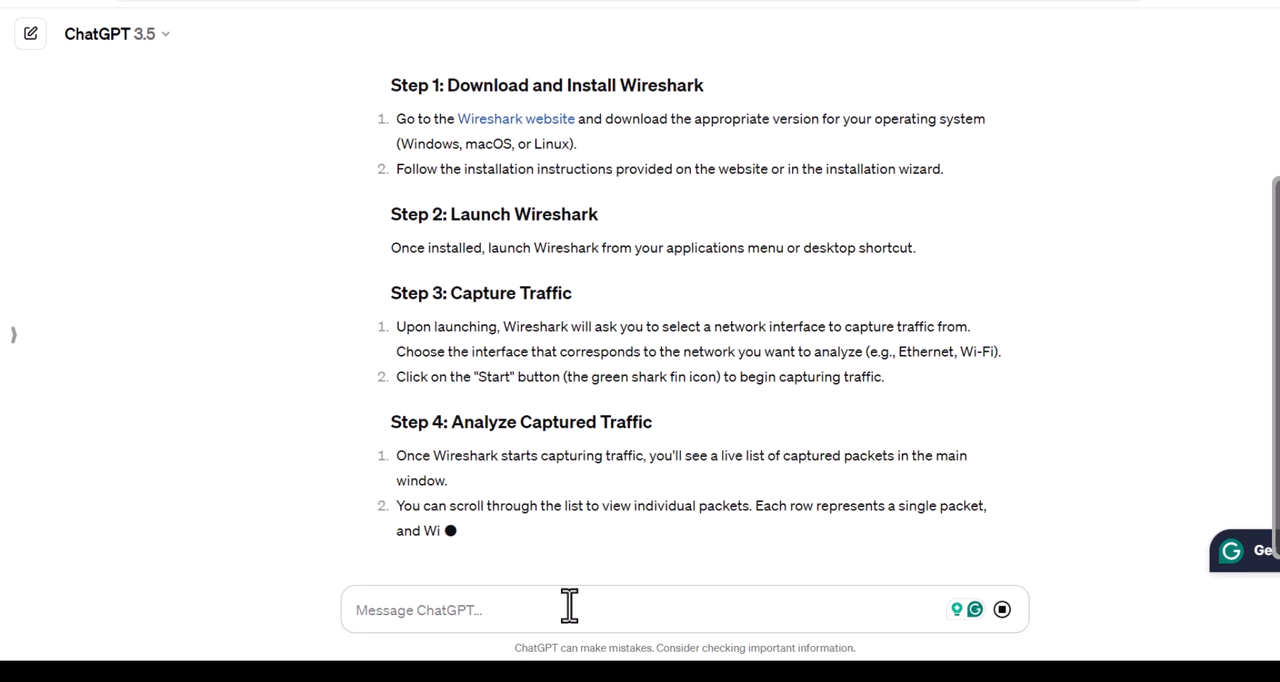 ChatGPT 3.5
Step 1: Download and Install Wireshark
1. Go to the Wireshark website and download the appropriate version for your operating system
(Windows, macOS, or Linux).
2. Follow the installation instructions provided on the website or in the installation wizard.
Step 2: Launch Wireshark
Once installed, launch Wireshark from your applications menu or desktop shortcut.
Step 3: Capture Traffic
1. Upon launching, Wireshark will ask you to select a network interface to capture traffic from.
Choose the interface that corresponds to the network you want to analyze (e.g., Ethernet, Wi-Fi).
2. Click on the "Start" button (the green shark fin icon) to begin capturing traffic.
Step 4: Analyze Captured Traffic
1. Once Wireshark starts capturing traffic, you'll see a live list of captured packets in the main
window.
2. You can scroll through the list to view individual packets. Each row represents a single packet,
and Wi
Ge
Message ChatGPT...
ChatGPT can make mistakes. Consider checking important information.